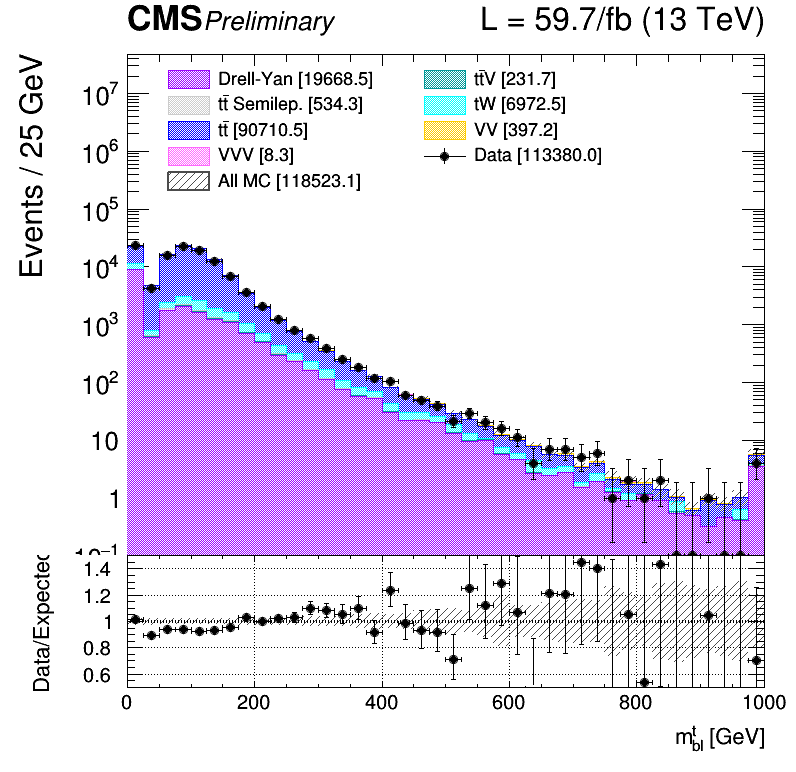 CMS Preliminary L = 59.7/fb (13 TeV)
Events / 25 GeV
Drell-Yan [19668.5]
tt̄ Semilep. [534.3]
tt̄ [90710.5]
VVV [8.3]
All MC [118523.1]
tt̄V [231.7]
tW [6972.5]
VV [397.2]
Data [113380.0]
10⁷
10⁶
10⁵
10⁴
10³
10²
10
1
10⁻¹
Data/Expected
1.4
1.2
1
0.8
0.6
0 200 400 600 800 1000
mᵗ_bl [GeV]